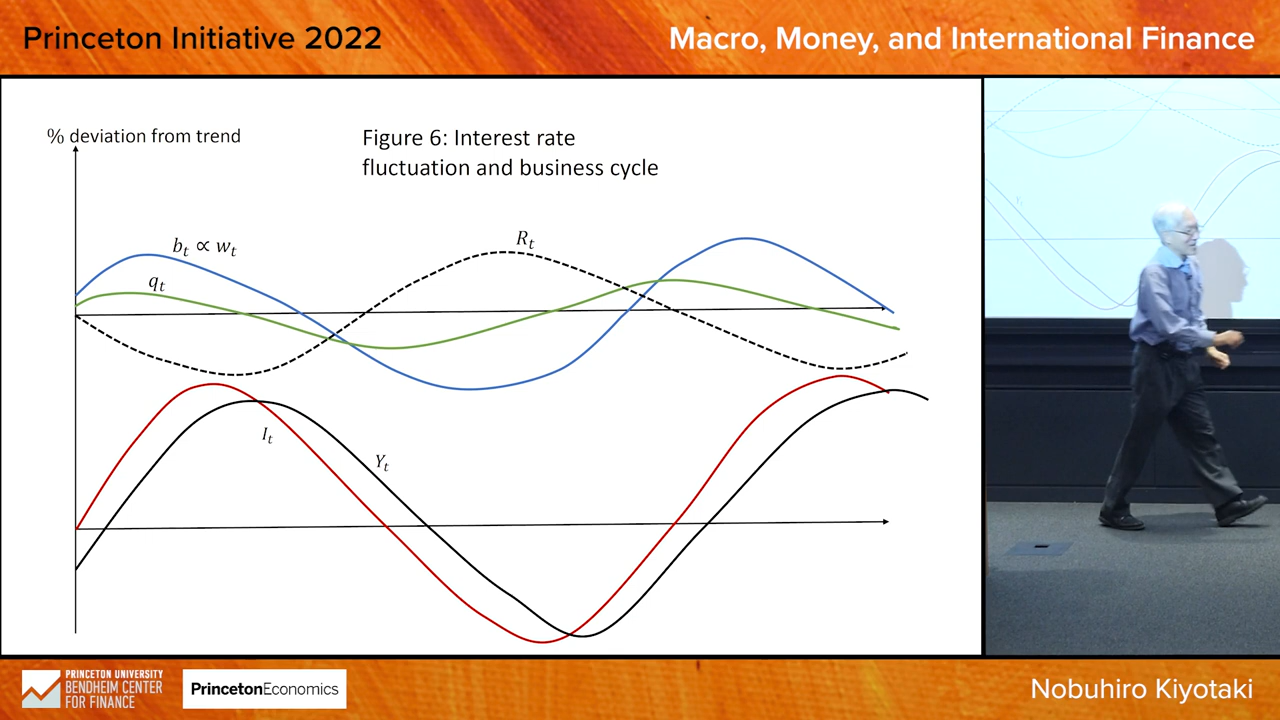 Princeton Initiative 2022
Macro, Money, and International Finance
% deviation from trend
Figure 6: Interest rate
fluctuation and business cycle
b_t ∝ w_t
R_t
q_t
I_t
Y_t
PRINCETON UNIVERSITY
BENDHEIM CENTER
FOR FINANCE
PrincetonEconomics
Nobuhiro Kiyotaki